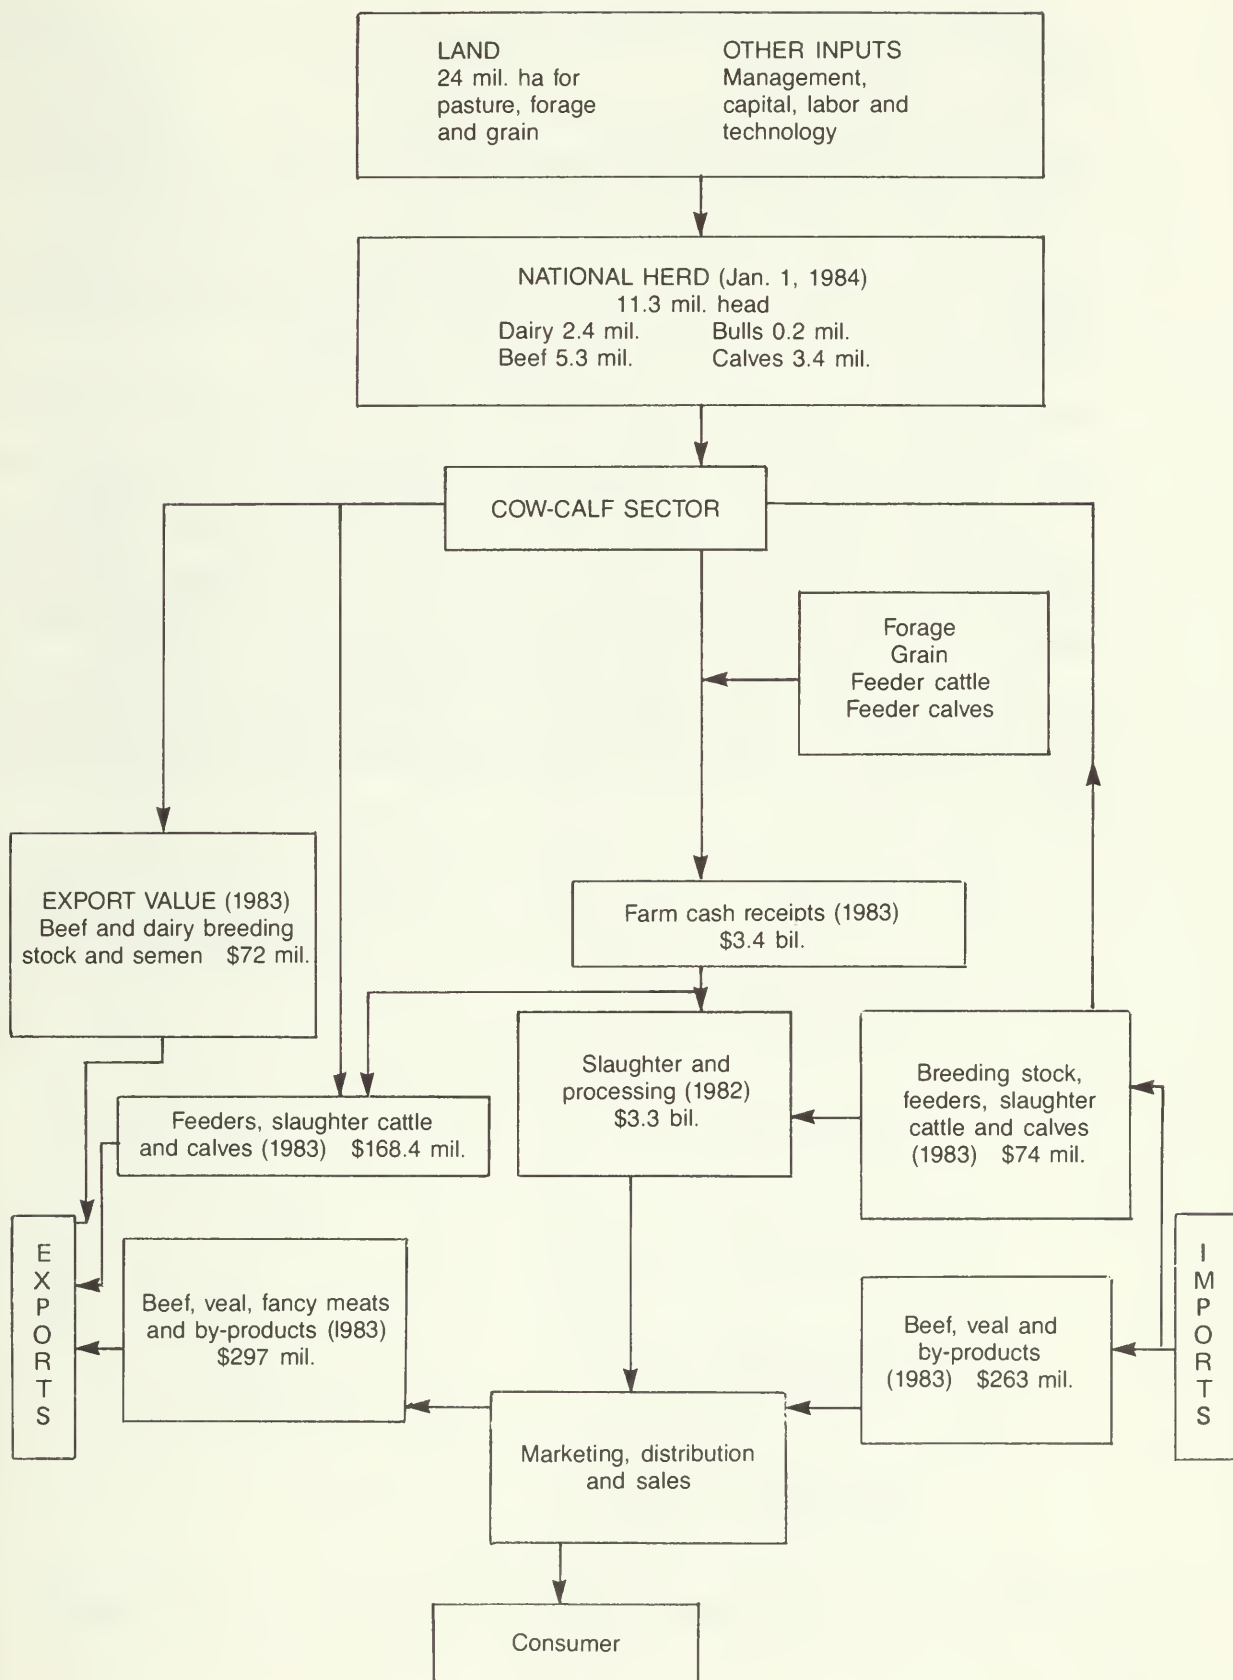 LAND
24 mil. ha for
pasture, forage
and grain
OTHER INPUTS
Management,
capital, labor and
technology
NATIONAL HERD (Jan. 1, 1984)
11.3 mil. head
Dairy 2.4 mil. Bulls 0.2 mil.
Beef 5.3 mil. Calves 3.4 mil.
COW-CALF SECTOR
Forage
Grain
Feeder cattle
Feeder calves
EXPORT VALUE (1983)
Beef and dairy breeding
stock and semen $72 mil.
Farm cash receipts (1983)
$3.4 bil.
Slaughter and
processing (1982)
$3.3 bil.
Breeding stock,
feeders, slaughter
cattle and calves
(1983) $74 mil.
Feeders, slaughter cattle
and calves (1983) $168.4 mil.
EXPORTS
Beef, veal, fancy meats
and by-products (1983)
$297 mil.
Beef, veal and
by-products
(1983) $263 mil.
IMPORTS
Marketing, distribution
and sales
Consumer